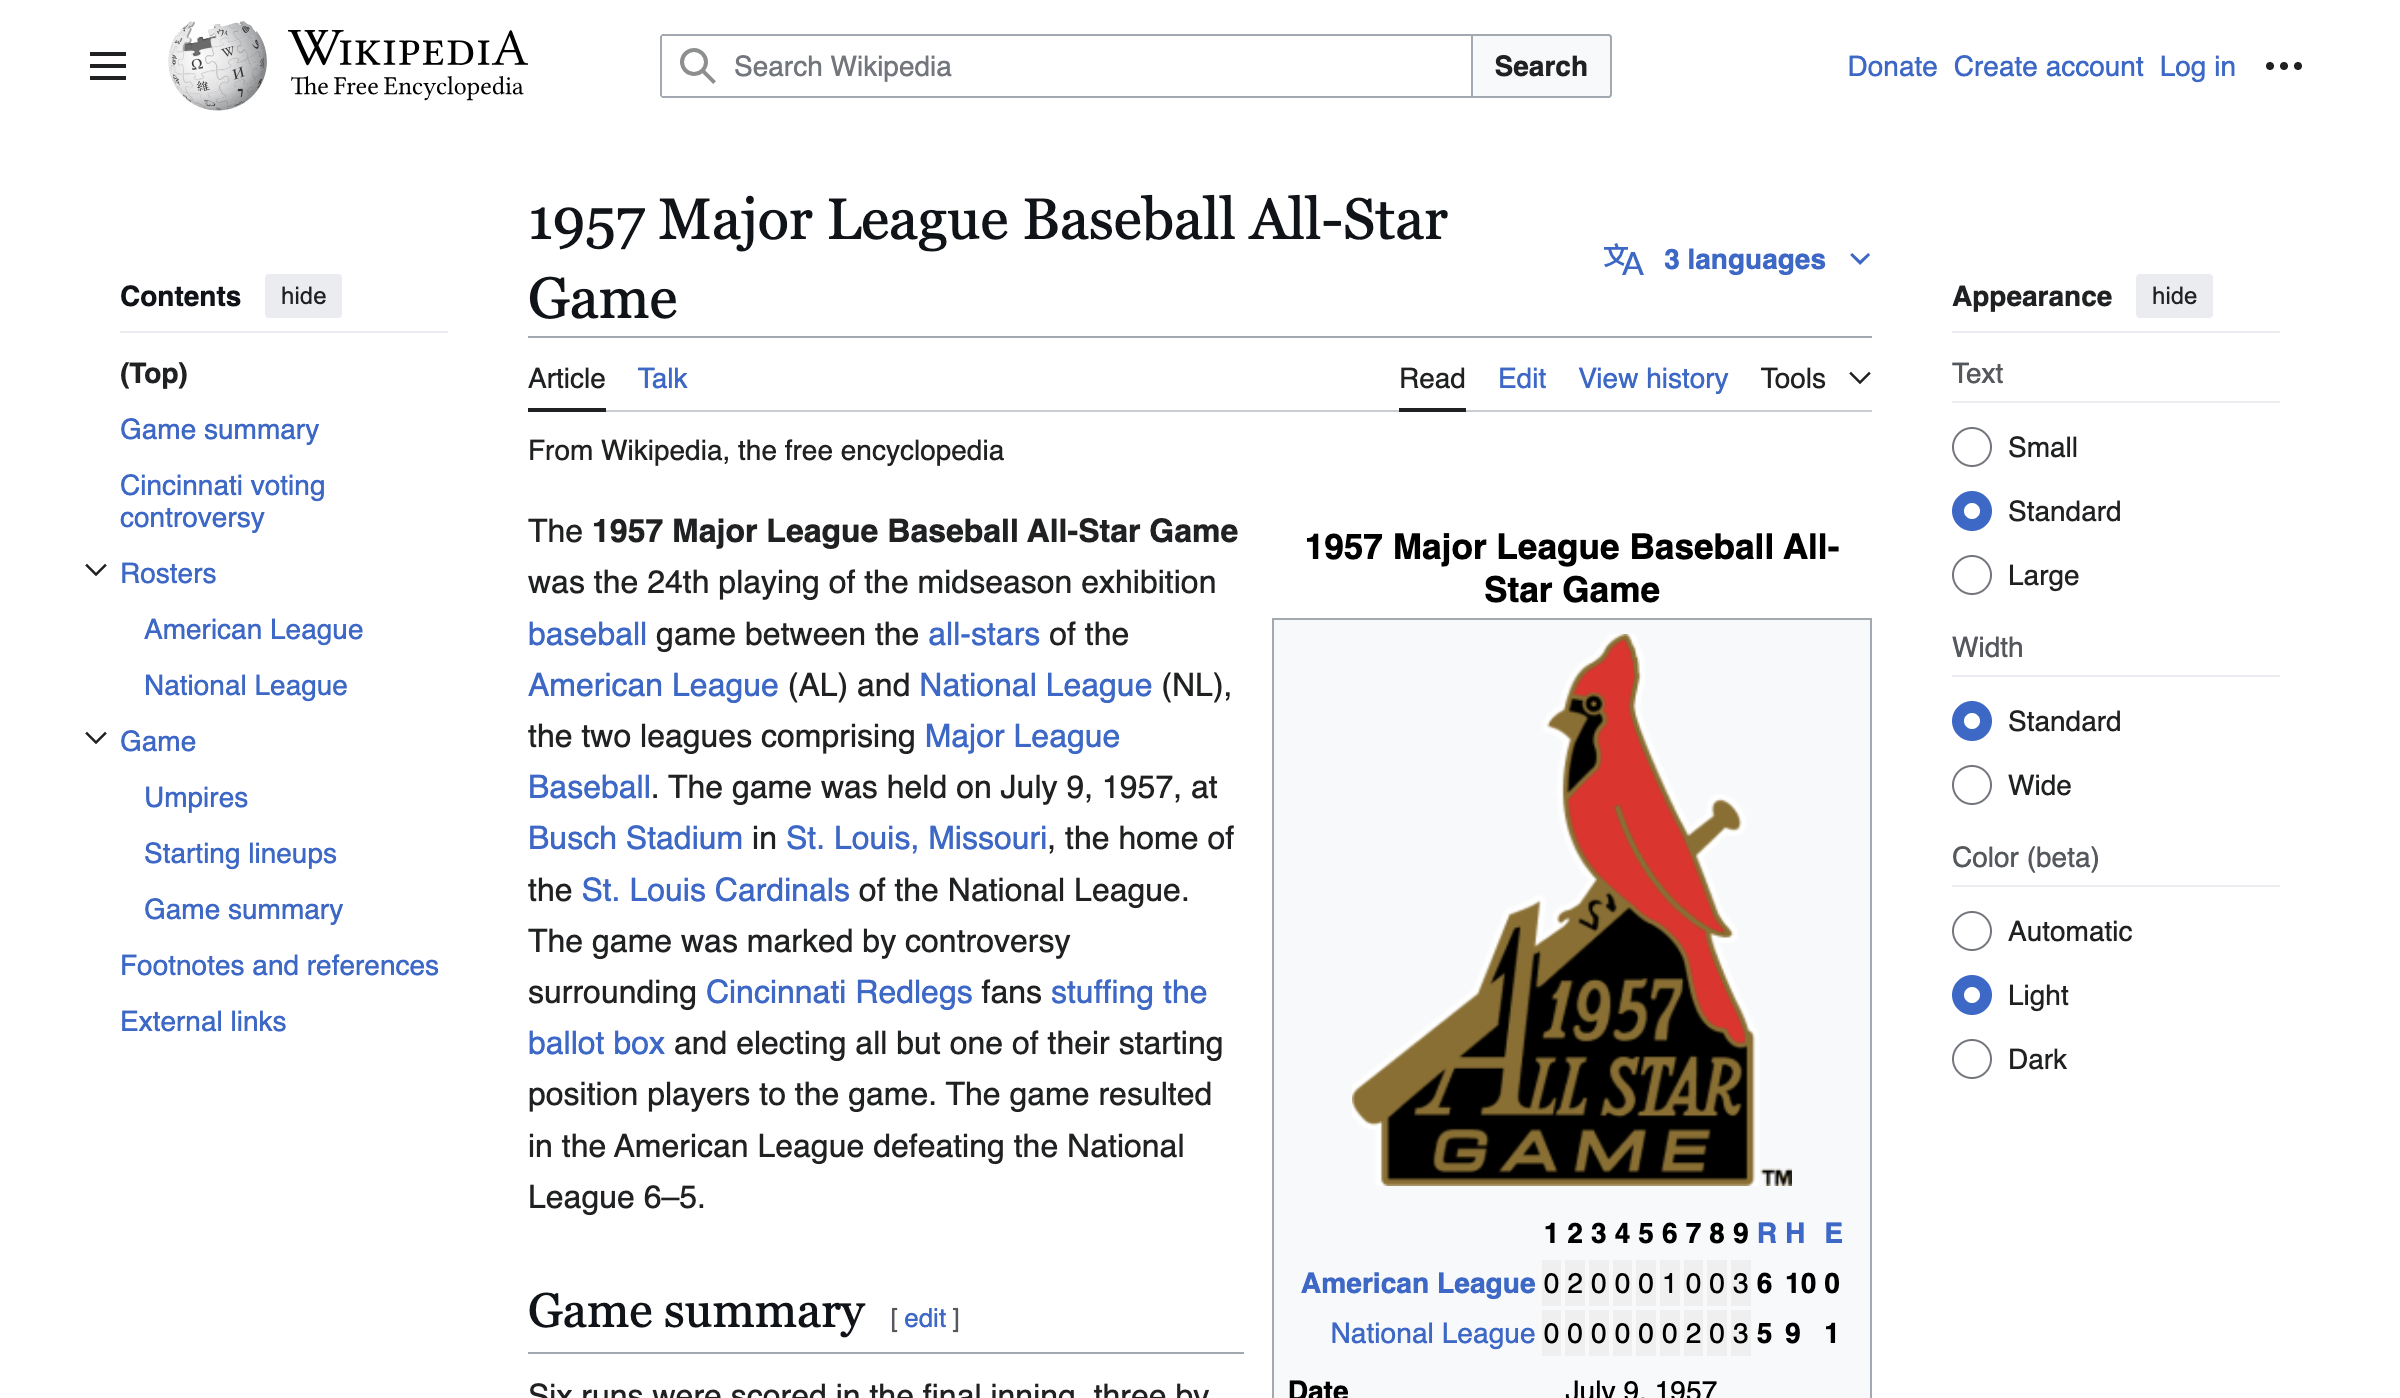 WIKIPEDIA
The Free Encyclopedia
Search Wikipedia
Search
Donate Create account Log in
1957 Major League Baseball All-Star
Game
3 languages
Contents hide
(Top)
Game summary
Cincinnati voting
controversy
Rosters
American League
National League
Game
Umpires
Starting lineups
Game summary
Footnotes and references
External links
Article Talk
Read Edit View history Tools
From Wikipedia, the free encyclopedia
The 1957 Major League Baseball All-Star Game
was the 24th playing of the midseason exhibition
baseball game between the all-stars of the
American League (AL) and National League (NL),
the two leagues comprising Major League
Baseball. The game was held on July 9, 1957, at
Busch Stadium in St. Louis, Missouri, the home of
the St. Louis Cardinals of the National League.
The game was marked by controversy
surrounding Cincinnati Redlegs fans stuffing the
ballot box and electing all but one of their starting
position players to the game. The game resulted
in the American League defeating the National
League 6–5.
Game summary [ edit ]
Six runs were scored in the final inning, three by
1957 Major League Baseball All-
Star Game
1957
ALL STAR
GAME
TM
1 2 3 4 5 6 7 8 9 R H E
American League 0 2 0 0 0 1 0 0 3 6 10 0
National League 0 0 0 0 0 0 2 0 3 5 9 1
Date July 9, 1957
Appearance hide
Text
Small
Standard
Large
Width
Standard
Wide
Color (beta)
Automatic
Light
Dark